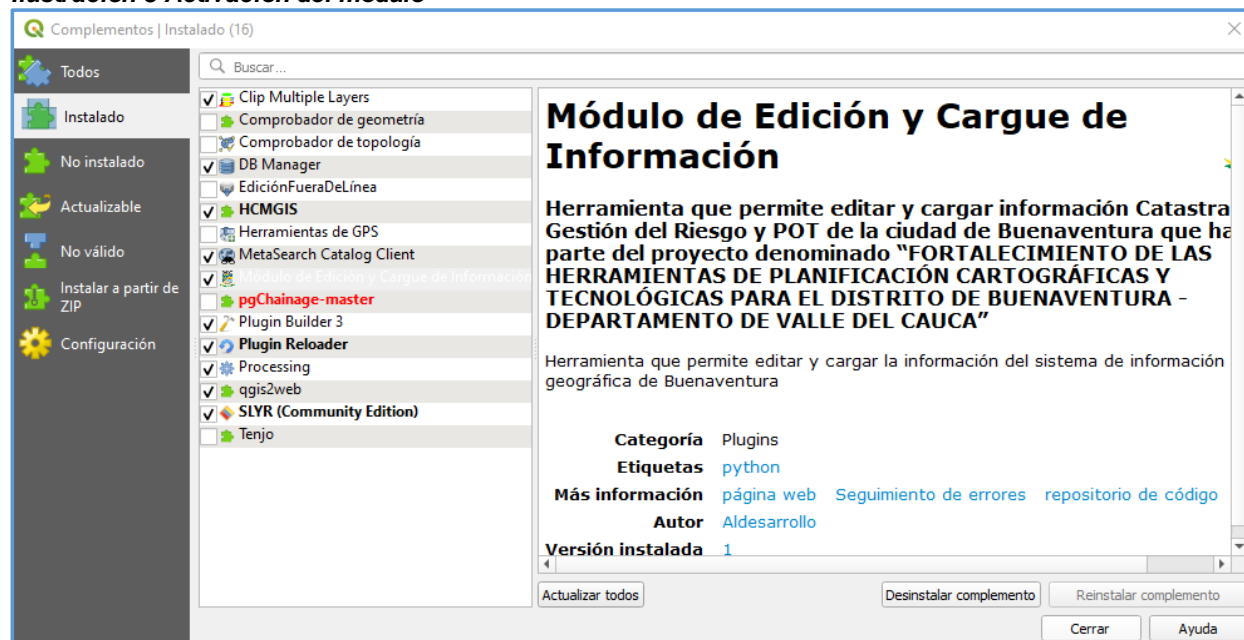 Ilustración 8 Activación del módulo
Complementos | Instalado (16)
Todos
Instalado
No instalado
Actualizable
No válido
Instalar a partir de
ZIP
Configuración
Buscar...
Clip Multiple Layers
Comprobador de geometría
Comprobador de topología
DB Manager
EdiciónFueraDeLínea
HCMGIS
Herramientas de GPS
MetaSearch Catalog Client
Módulo de Edición y Cargue de Información
pgChainage-master
Plugin Builder 3
Plugin Reloader
Processing
qgis2web
SLYR (Community Edition)
Tenjo
Módulo de Edición y Cargue de
Información
Herramienta que permite editar y cargar información Catastra
Gestión del Riesgo y POT de la ciudad de Buenaventura que ha
parte del proyecto denominado “FORTALECIMIENTO DE LAS
HERRAMIENTAS DE PLANIFICACIÓN CARTOGRÁFICAS Y
TECNOLÓGICAS PARA EL DISTRITO DE BUENAVENTURA -
DEPARTAMENTO DE VALLE DEL CAUCA”
Herramienta que permite editar y cargar la información del sistema de información
geográfica de Buenaventura
Categoría Plugins
Etiquetas python
Más información página web Seguimiento de errores repositorio de código
Autor Aldesarrollo
Versión instalada 1
Actualizar todos
Desinstalar complemento
Reinstalar complemento
Cerrar
Ayuda